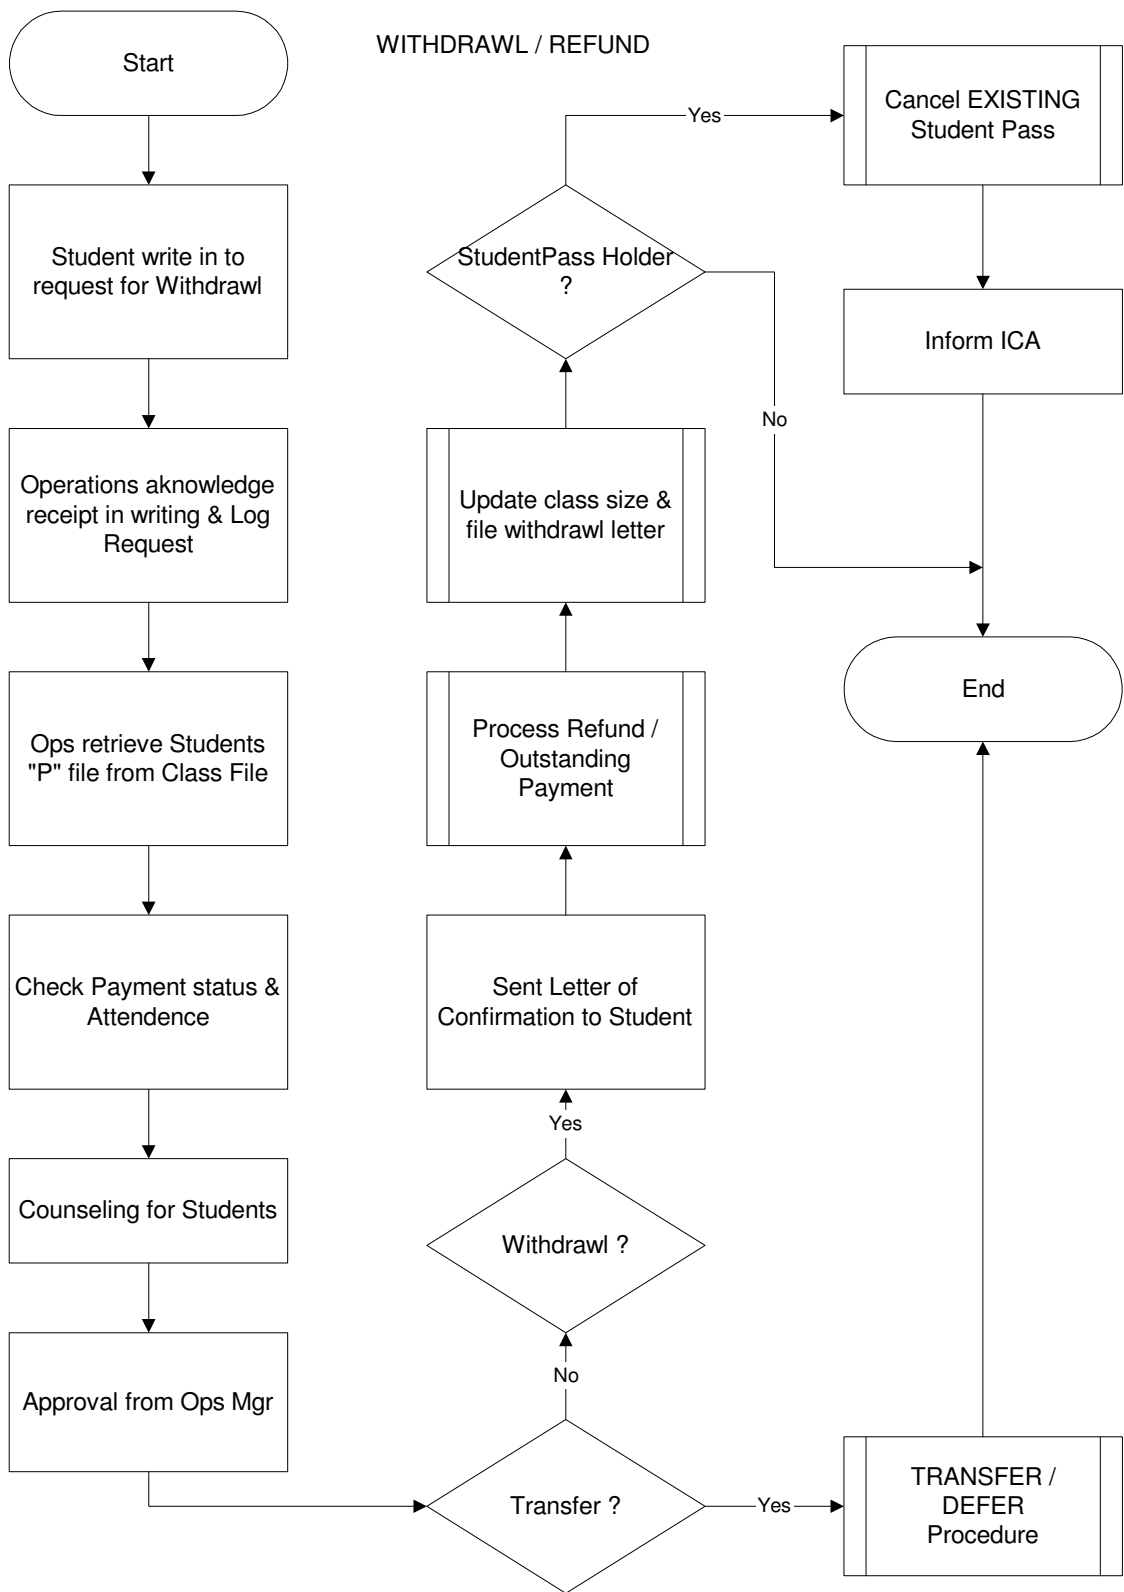 WITHDRAWL / REFUND
Start
Student write in to
request for Withdrawl
Operations aknowledge
receipt in writing & Log
Request
Ops retrieve Students
"P" file from Class File
Check Payment status &
Attendence
Counseling for Students
Approval from Ops Mgr
Transfer ?
Yes
TRANSFER /
DEFER
Procedure
No
Withdrawl ?
Yes
Sent Letter of
Confirmation to Student
Process Refund /
Outstanding
Payment
Update class size &
file withdrawl letter
StudentPass Holder
?
Yes
No
Cancel EXISTING
Student Pass
Inform ICA
End